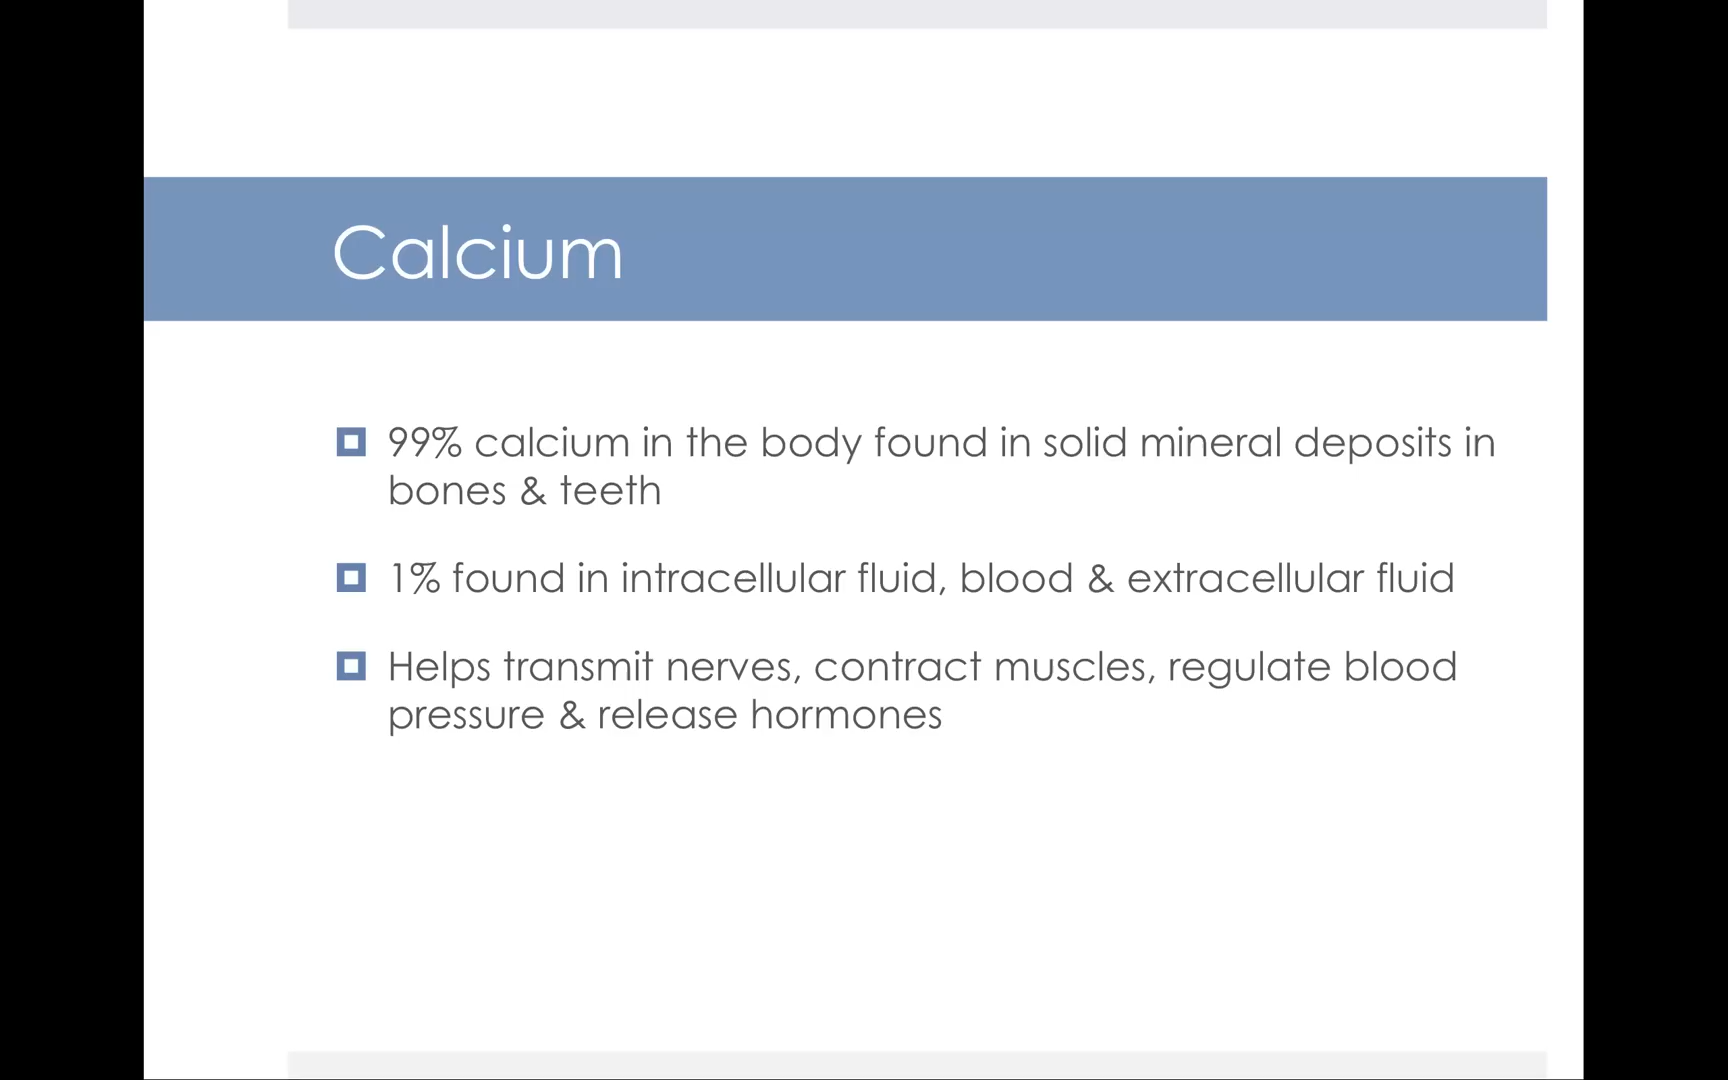 Calcium
99% calcium in the body found in solid mineral deposits in
bones & teeth
1% found in intracellular fluid, blood & extracellular fluid
Helps transmit nerves, contract muscles, regulate blood
pressure & release hormones